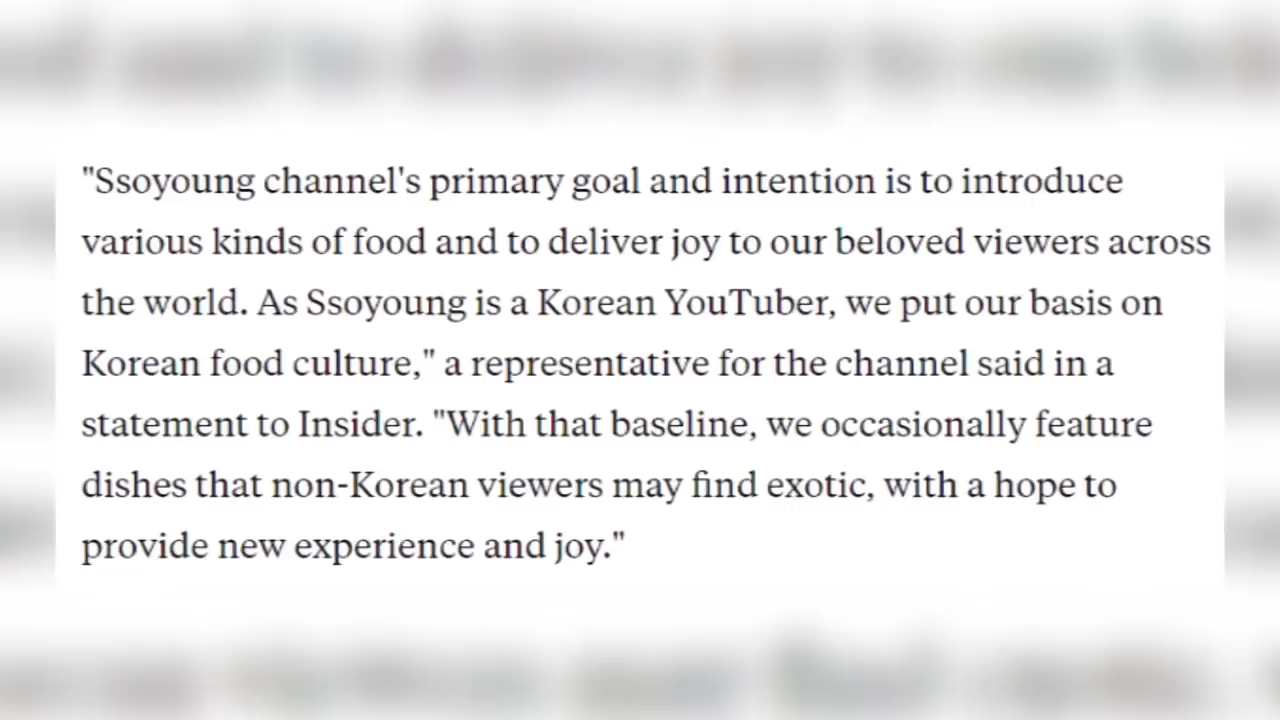 "Ssoyoung channel's primary goal and intention is to introduce
various kinds of food and to deliver joy to our beloved viewers across
the world. As Ssoyoung is a Korean YouTuber, we put our basis on
Korean food culture," a representative for the channel said in a
statement to Insider. "With that baseline, we occasionally feature
dishes that non-Korean viewers may find exotic, with a hope to
provide new experience and joy."